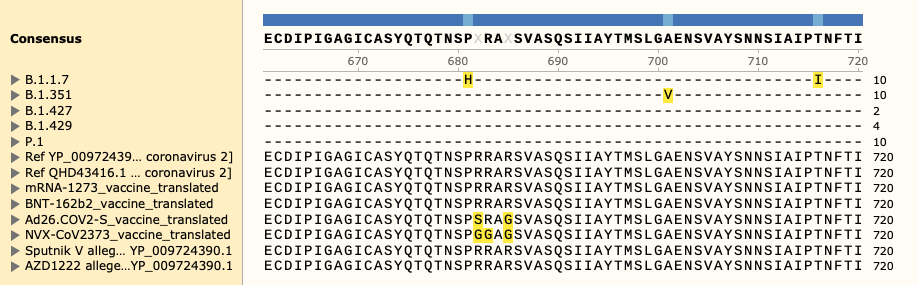 Consensus
ECDIPIGAGICASYQTQTNSPXRAXSVASQSIIAYTMSLGAENSVAYSNNSIAIPTNFTI
670 680 690 700 710 720
B.1.1.7 --------------------H----------------------------------I---- 10
B.1.351 ----------------------------------------V------------------- 10
B.1.427 ------------------------------------------------------------ 2
B.1.429 ------------------------------------------------------------ 4
P.1 ------------------------------------------------------------ 10
Ref YP_00972439... coronavirus 2] ECDIPIGAGICASYQTQTNSPRRARSVASQSIIAYTMSLGAENSVAYSNNSIAIPTNFTI 720
Ref QHD43416.1 ... coronavirus 2] ECDIPIGAGICASYQTQTNSPRRARSVASQSIIAYTMSLGAENSVAYSNNSIAIPTNFTI 720
mRNA-1273_vaccine_translated ECDIPIGAGICASYQTQTNSPRRARSVASQSIIAYTMSLGAENSVAYSNNSIAIPTNFTI 720
BNT-162b2_vaccine_translated ECDIPIGAGICASYQTQTNSPRRARSVASQSIIAYTMSLGAENSVAYSNNSIAIPTNFTI 720
Ad26.COV2-S_vaccine_translated ECDIPIGAGICASYQTQTNSPSRAGSVASQSIIAYTMSLGAENSVAYSNNSIAIPTNFTI 720
NVX-CoV2373_vaccine_translated ECDIPIGAGICASYQTQTNSPGGAGSVASQSIIAYTMSLGAENSVAYSNNSIAIPTNFTI 720
Sputnik V alleg... YP_009724390.1 ECDIPIGAGICASYQTQTNSPRRARSVASQSIIAYTMSLGAENSVAYSNNSIAIPTNFTI 720
AZD1222 allege...YP_009724390.1 ECDIPIGAGICASYQTQTNSPRRARSVASQSIIAYTMSLGAENSVAYSNNSIAIPTNFTI 720